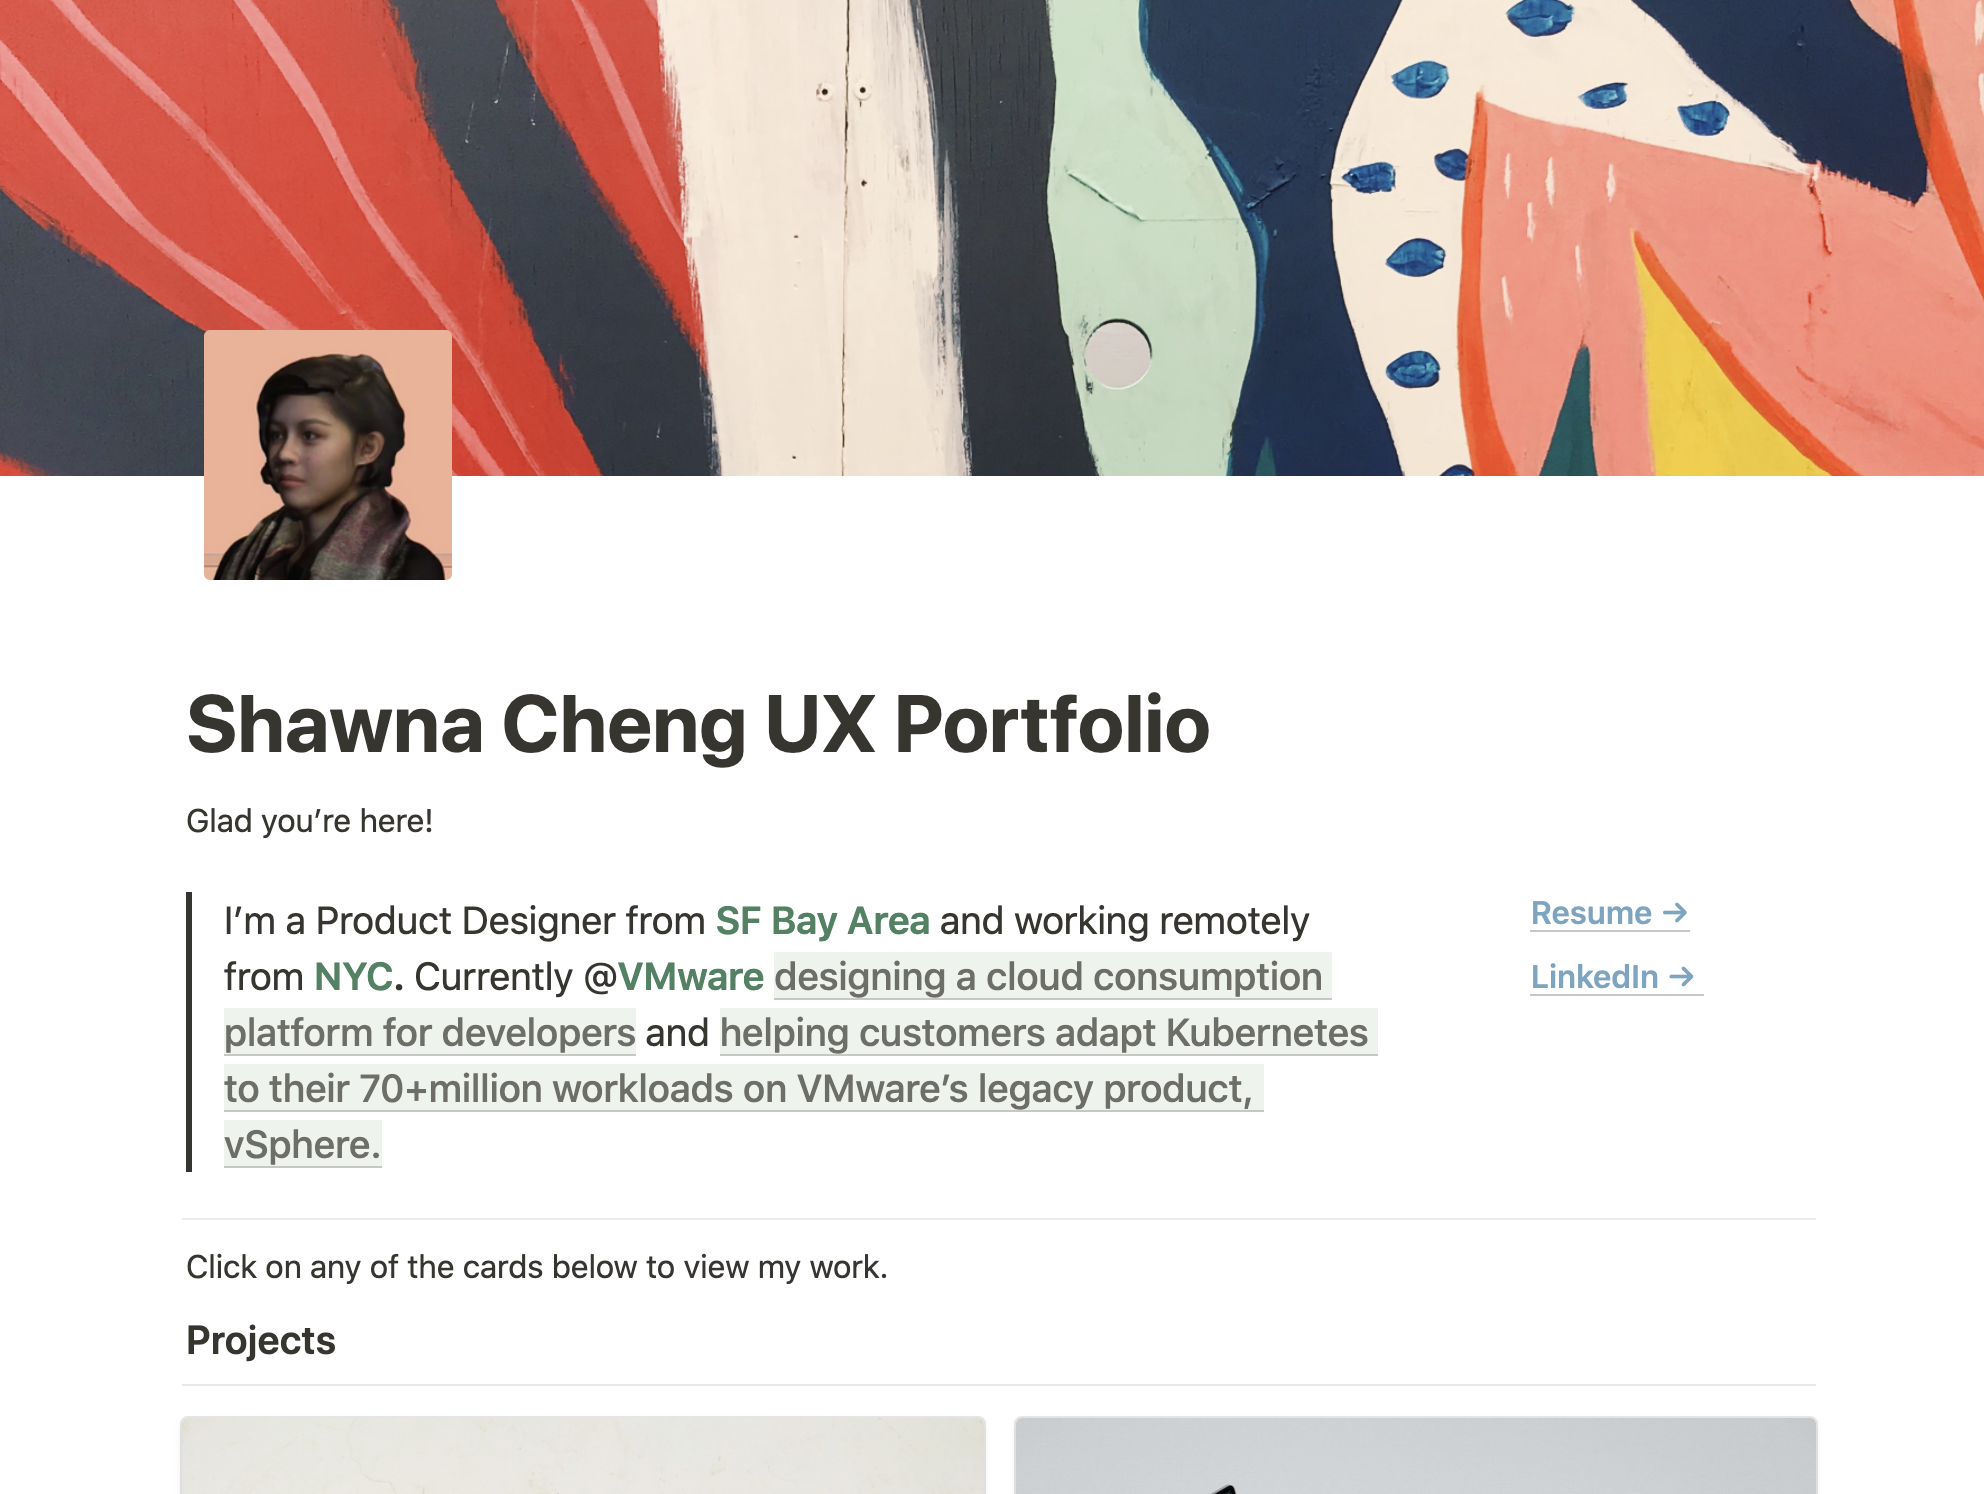 Shawna Cheng UX Portfolio
Glad you’re here!
I’m a Product Designer from SF Bay Area and working remotely
from NYC. Currently @VMware designing a cloud consumption
platform for developers and helping customers adapt Kubernetes
to their 70+million workloads on VMware’s legacy product,
vSphere.
Resume →
LinkedIn →
Click on any of the cards below to view my work.
Projects